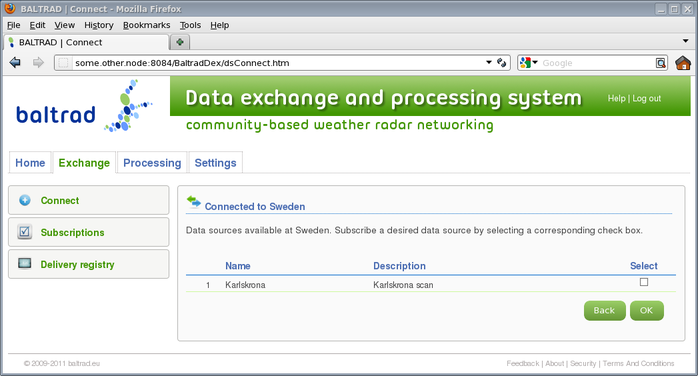 BALTRAD | Connect - Mozilla Firefox
File Edit View History Bookmarks Tools Help
BALTRAD | Connect
some.other.node:8084/BaltradDex/dsConnect.htm
Google
baltrad
Data exchange and processing system
Help | Log out
community-based weather radar networking
Home Exchange Processing Settings
Connect
Subscriptions
Delivery registry
Connected to Sweden
Data sources available at Sweden. Subscribe a desired data source by selecting a corresponding check box.
Name Description Select
1 Karlskrona Karlskrona scan
Back OK
© 2009-2011 baltrad.eu
Feedback | About | Security | Terms And Conditions